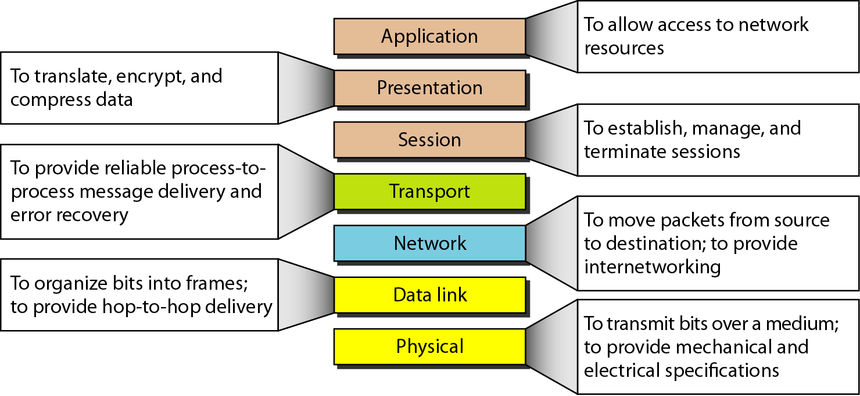 Application
To allow access to network
resources
To translate, encrypt, and
compress data
Presentation
Session
To establish, manage, and
terminate sessions
To provide reliable process-to-
process message delivery and
error recovery
Transport
Network
To move packets from source
to destination; to provide
internetworking
To organize bits into frames;
to provide hop-to-hop delivery
Data link
Physical
To transmit bits over a medium;
to provide mechanical and
electrical specifications